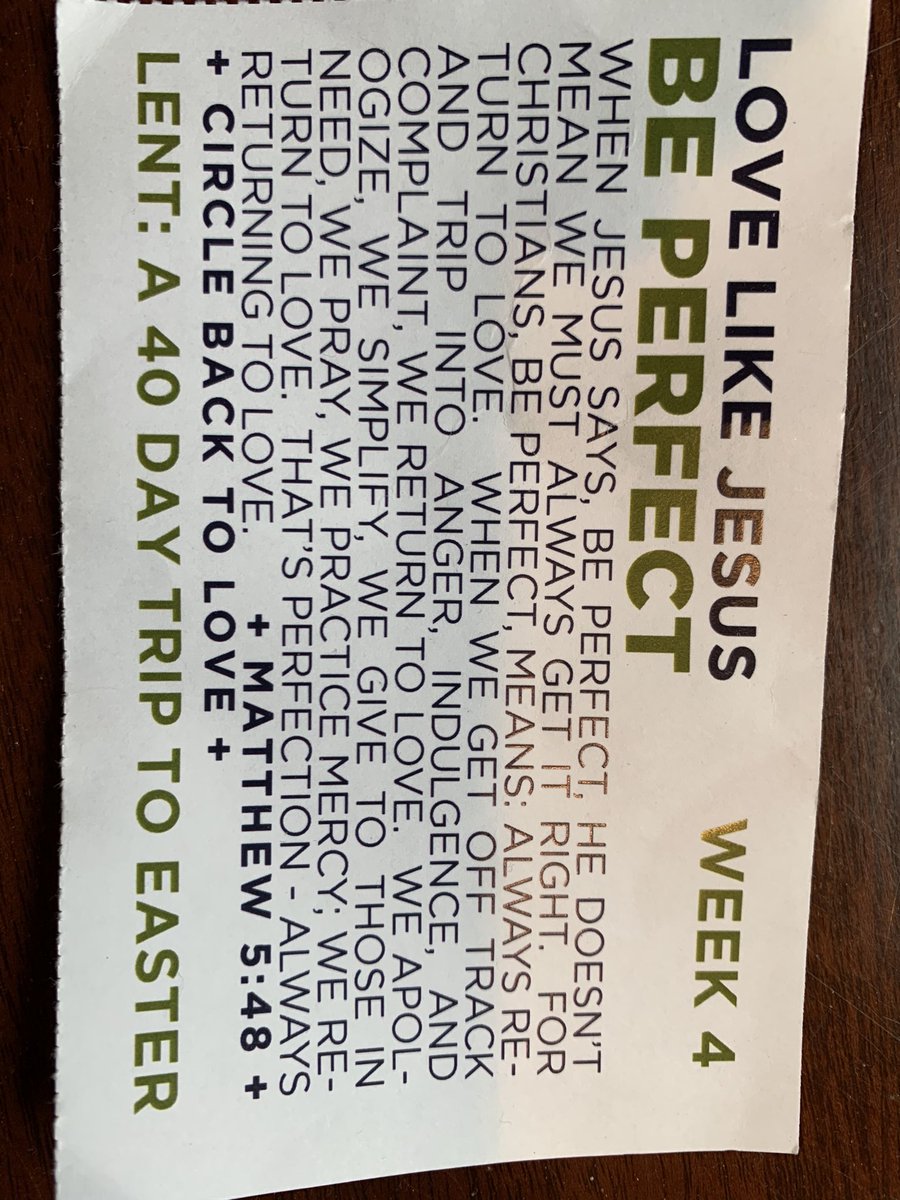 LOVE LIKE JESUS WEEK 4
BE PERFECT
WHEN JESUS SAYS, BE PERFECT, HE DOESN'T
MEAN WE MUST ALWAYS GET IT RIGHT. FOR
CHRISTIANS, BE PERFECT, MEANS: ALWAYS RE-
TURN TO LOVE. WHEN WE GET OFF TRACK
AND TRIP INTO ANGER, INDULGENCE, AND
COMPLAINT, WE RETURN TO LOVE. WE APOL-
OGIZE, WE SIMPLIFY, WE GIVE TO THOSE IN
NEED, WE PRAY, WE PRACTICE MERCY; WE RE-
TURN TO LOVE. THAT'S PERFECTION - ALWAYS
RETURNING TO LOVE. + MATTHEW 5:48 +
+ CIRCLE BACK TO LOVE +
LENT: A 40 DAY TRIP TO EASTER